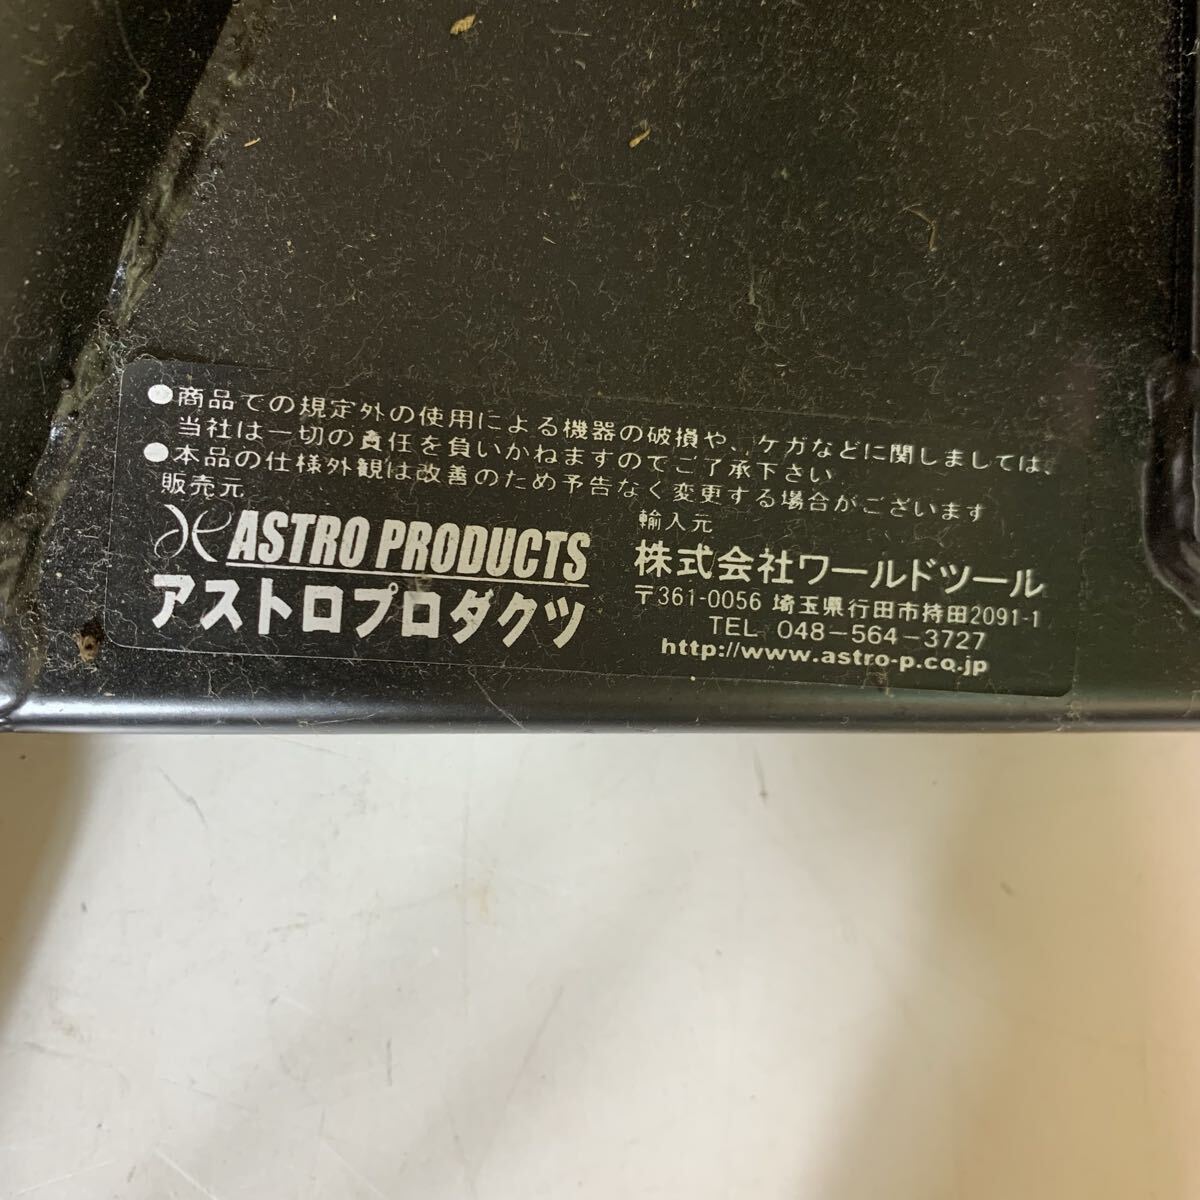 ●商品での規定外の使用による機器の破損や、ケガなどに関しましては、
当社は一切の責任を負いかねますのでご了承下さい
●本品の仕様外観は改善のため予告なく変更する場合がございます
販売元
ASTRO PRODUCTS
アストロプロダクツ
輸入元
株式会社ワールドツール
〒361-0056 埼玉県行田市持田2091-1
TEL 048-564-3727
http://www.astro-p.co.jp